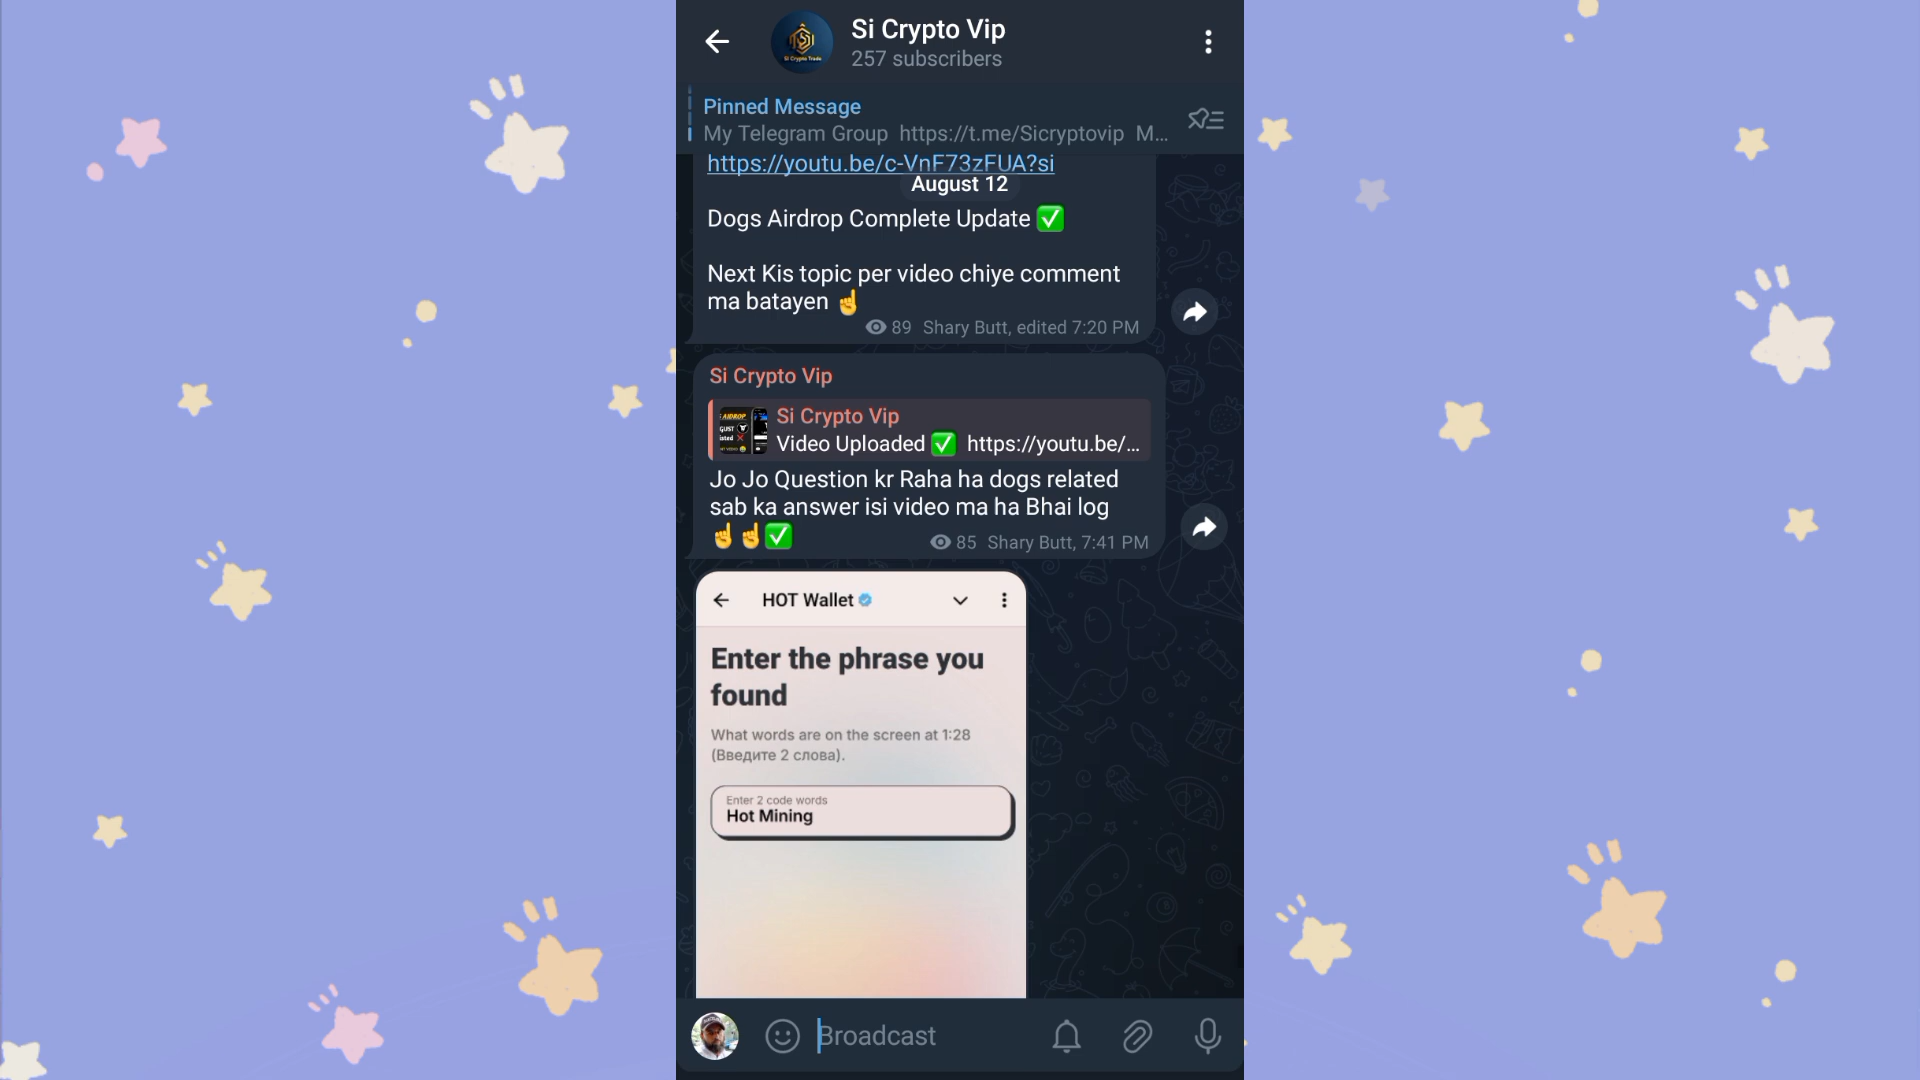 Si Crypto Vip
257 subscribers
Si Crypto Trade
Pinned Message
My Telegram Group https://t.me/Sicryptovip M...
https://youtu.be/c-VnF73zFUA?si
August 12
Dogs Airdrop Complete Update ✅
Next Kis topic per video chiye comment
ma batayen ☝
89 Shary Butt, edited 7:20 PM
Si Crypto Vip
Si Crypto Vip
Video Uploaded ✅ https://youtu.be/...
Jo Jo Question kr Raha ha dogs related
sab ka answer isi video ma ha Bhai log
☝☝✅
85 Shary Butt, 7:41 PM
HOT Wallet
Enter the phrase you
found
What words are on the screen at 1:28
(Введите 2 слова).
Enter 2 code words
Hot Mining
Broadcast